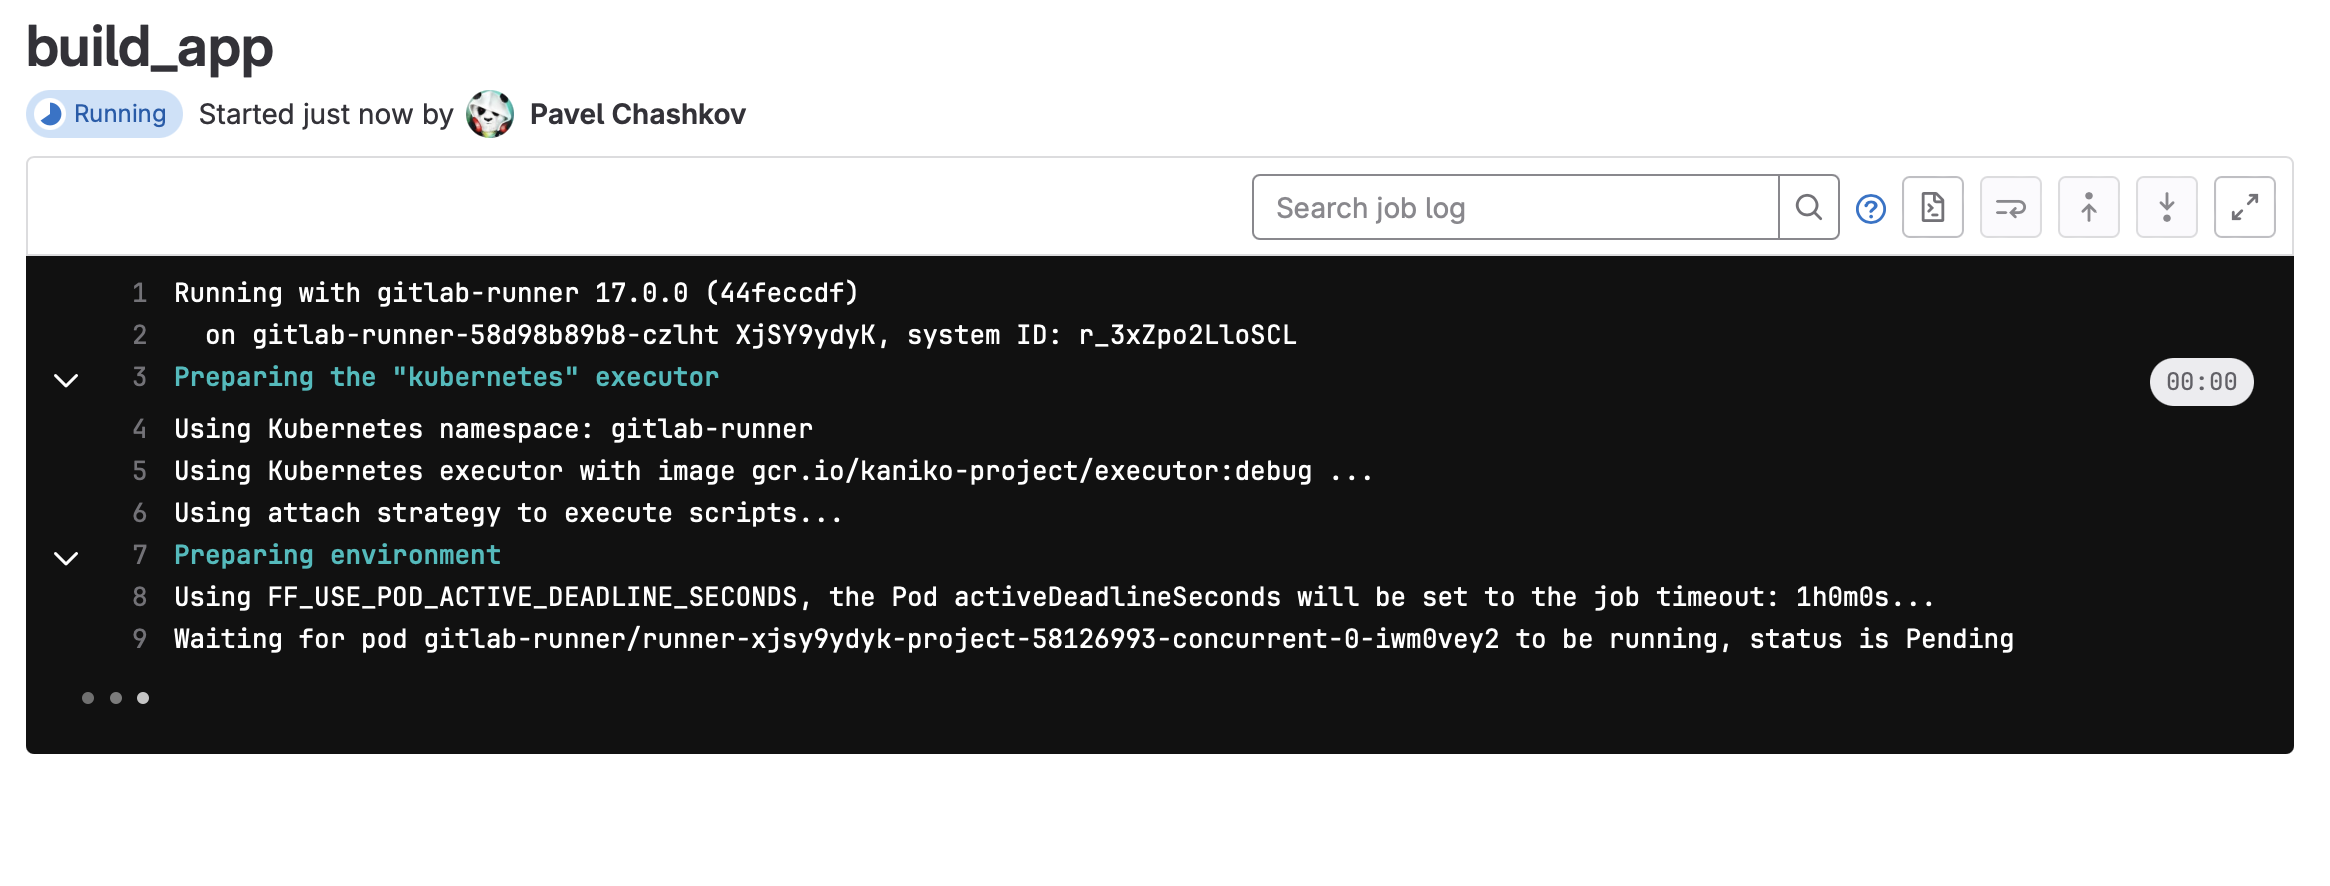 build_app
Running Started just now by Pavel Chashkov
Search job log
1 Running with gitlab-runner 17.0.0 (44feccdf)
2 on gitlab-runner-58d98b89b8-czlht XjSY9ydyK, system ID: r_3xZpo2LloSCL
3 Preparing the "kubernetes" executor 00:00
4 Using Kubernetes namespace: gitlab-runner
5 Using Kubernetes executor with image gcr.io/kaniko-project/executor:debug ...
6 Using attach strategy to execute scripts...
7 Preparing environment
8 Using FF_USE_POD_ACTIVE_DEADLINE_SECONDS, the Pod activeDeadlineSeconds will be set to the job timeout: 1h0m0s...
9 Waiting for pod gitlab-runner/runner-xjsy9ydyk-project-58126993-concurrent-0-iwm0vey2 to be running, status is Pending